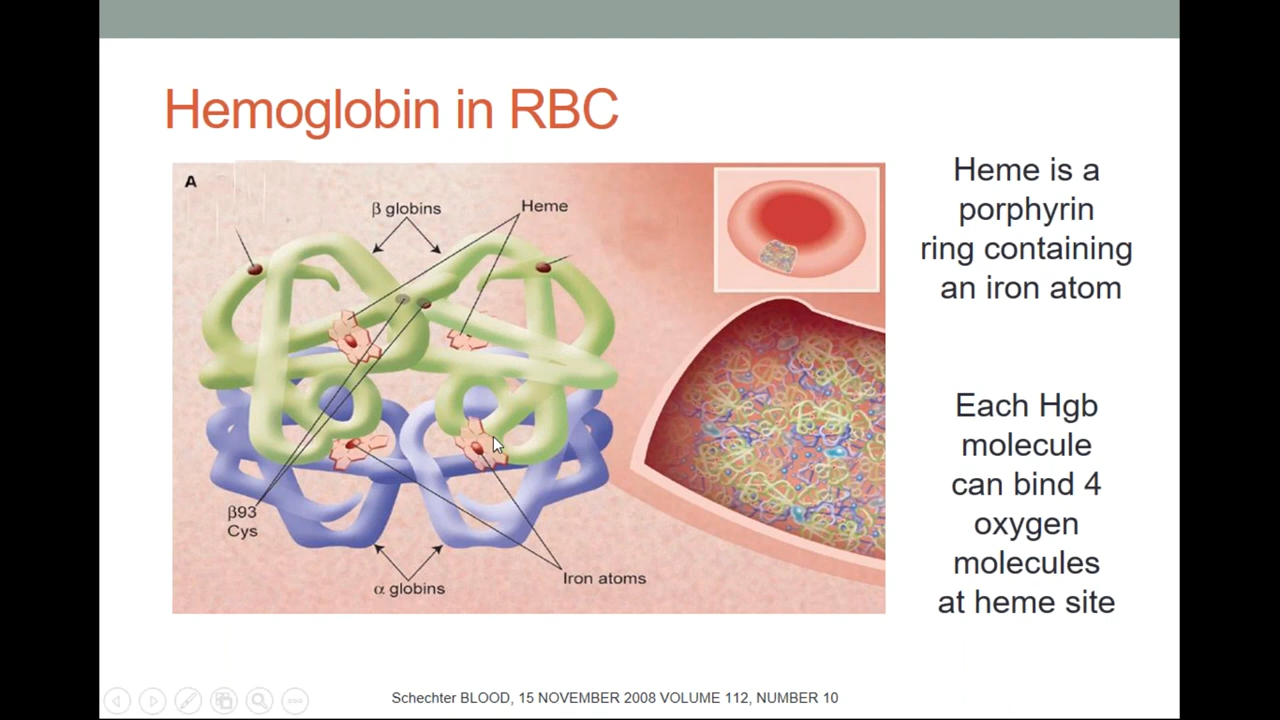 Hemoglobin in RBC
A
β globins
Heme
β93
Cys
α globins
Iron atoms
Heme is a
porphyrin
ring containing
an iron atom
Each Hgb
molecule
can bind 4
oxygen
molecules
at heme site
Schechter BLOOD, 15 NOVEMBER 2008 VOLUME 112, NUMBER 10